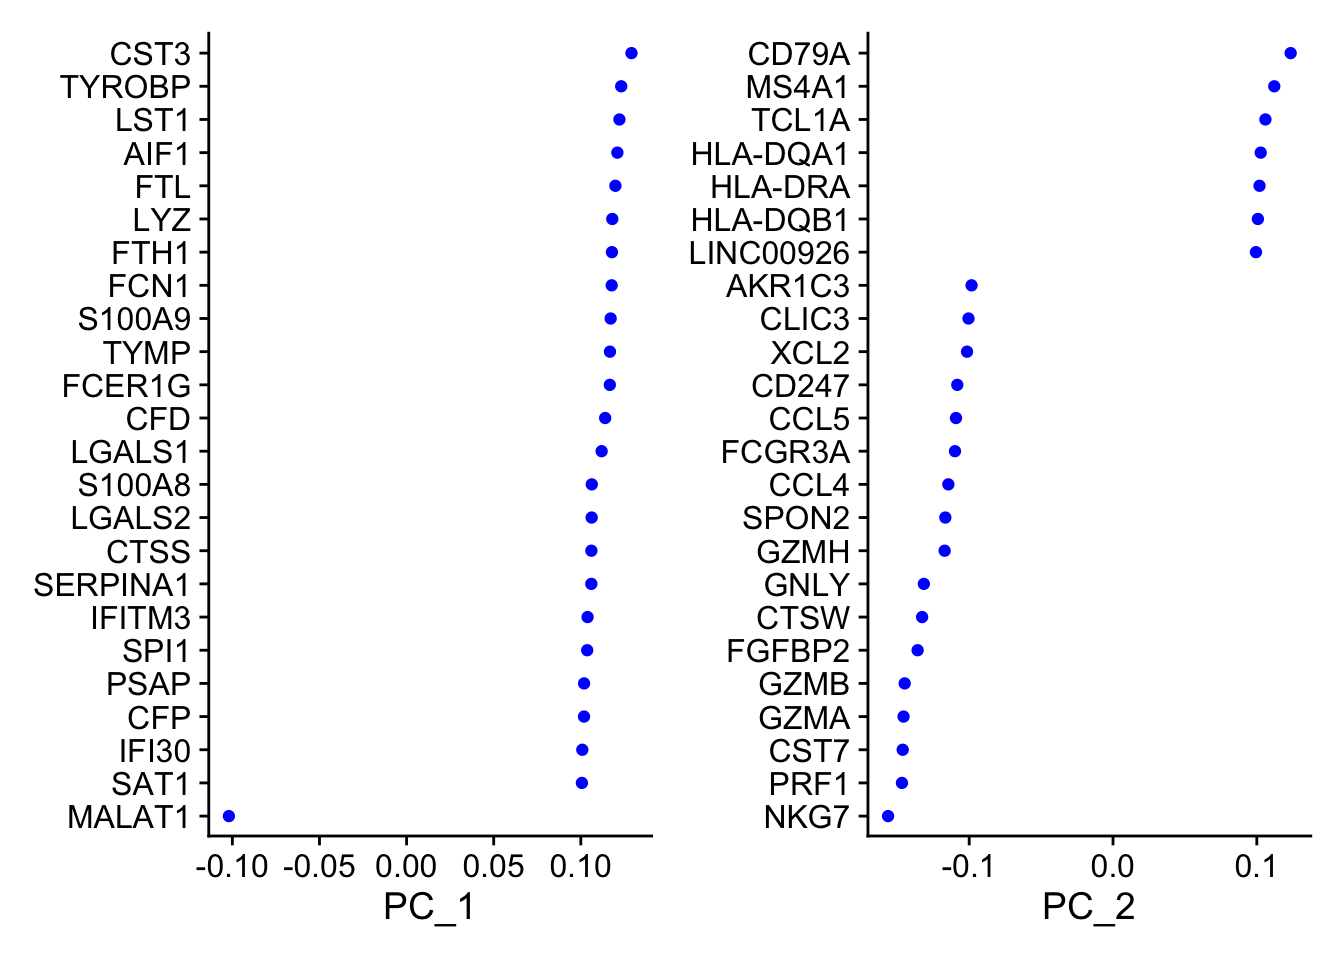 CST3
TYROBP
LST1
AIF1
FTL
LYZ
FTH1
FCN1
S100A9
TYMP
FCER1G
CFD
LGALS1
S100A8
LGALS2
CTSS
SERPINA1
IFITM3
SPI1
PSAP
CFP
IFI30
SAT1
MALAT1
-0.10 -0.05 0.00 0.05 0.10
PC_1
CD79A
MS4A1
TCL1A
HLA-DQA1
HLA-DRA
HLA-DQB1
LINC00926
AKR1C3
CLIC3
XCL2
CD247
CCL5
FCGR3A
CCL4
SPON2
GZMH
GNLY
CTSW
FGFBP2
GZMB
GZMA
CST7
PRF1
NKG7
-0.1 0.0 0.1
PC_2